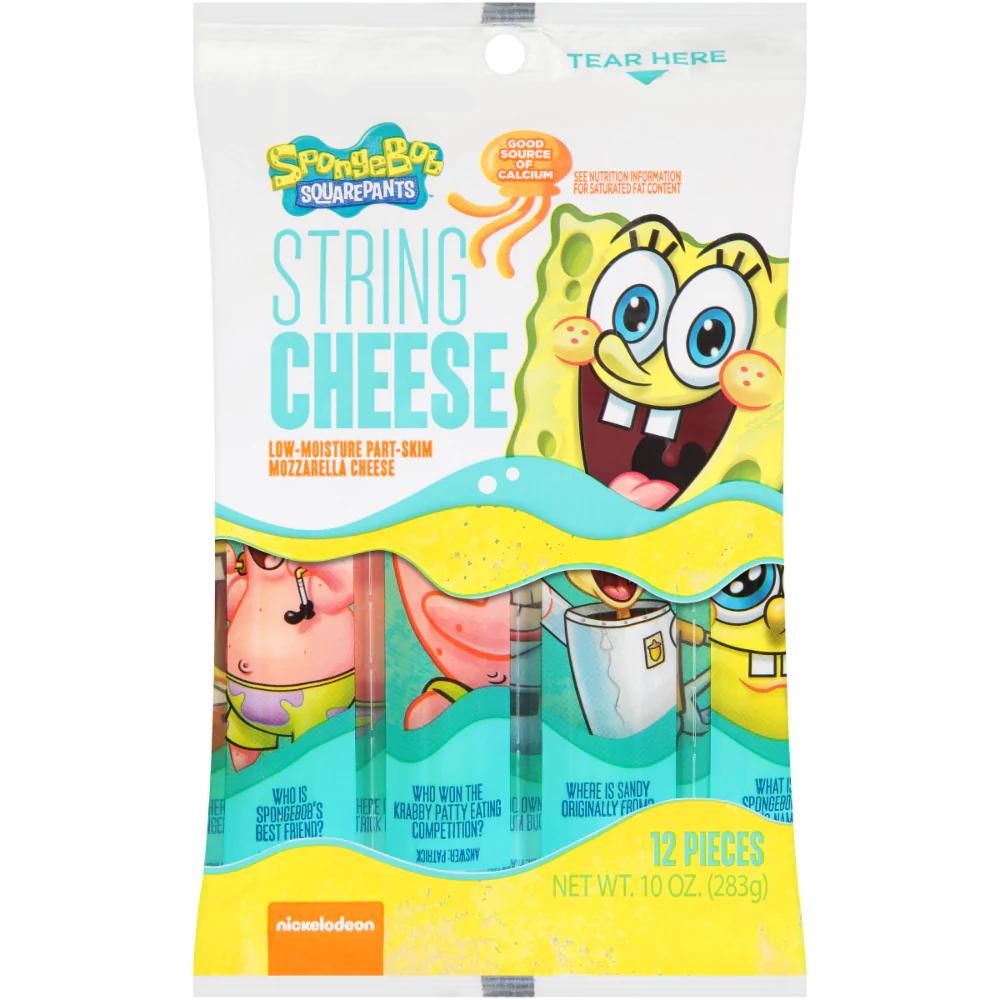 TEAR HERE
SpongeBob
SQUAREPANTS
GOOD
SOURCE
OF
CALCIUM
SEE NUTRITION INFORMATION
FOR SATURATED FAT CONTENT
STRING
CHEESE
LOW-MOISTURE PART-SKIM
MOZZARELLA CHEESE
WHO IS
SPONGEBOB'S
BEST FRIEND?
WHO WON THE
KRABBY PATTY EATING
COMPETITION?
ANSWER: PATRICK
WHERE IS SANDY
ORIGINALLY FROM?
WHAT IS
SPONGEBOB
12 PIECES
NET WT. 10 OZ. (283g)
nickelodeon